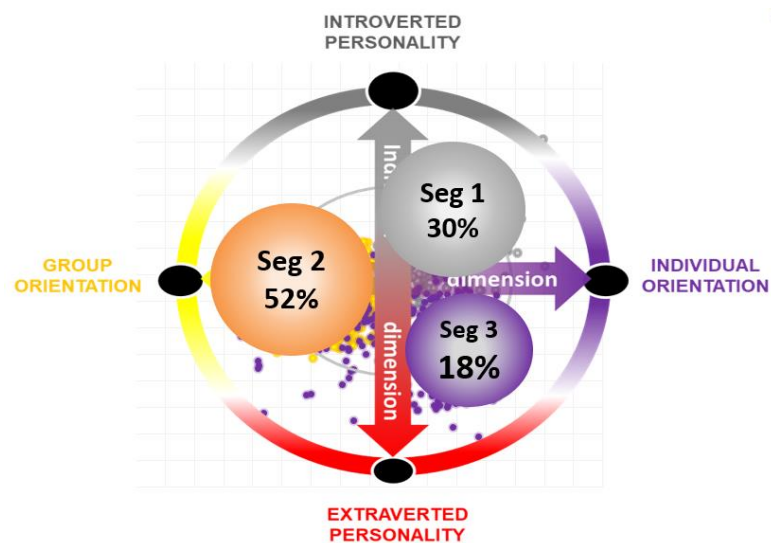 INTROVERTED
PERSONALITY
Seg 1
30%
Seg 2
52%
GROUP
ORIENTATION
dimension
INDIVIDUAL
ORIENTATION
dimension
Seg 3
18%
EXTRAVERTED
PERSONALITY